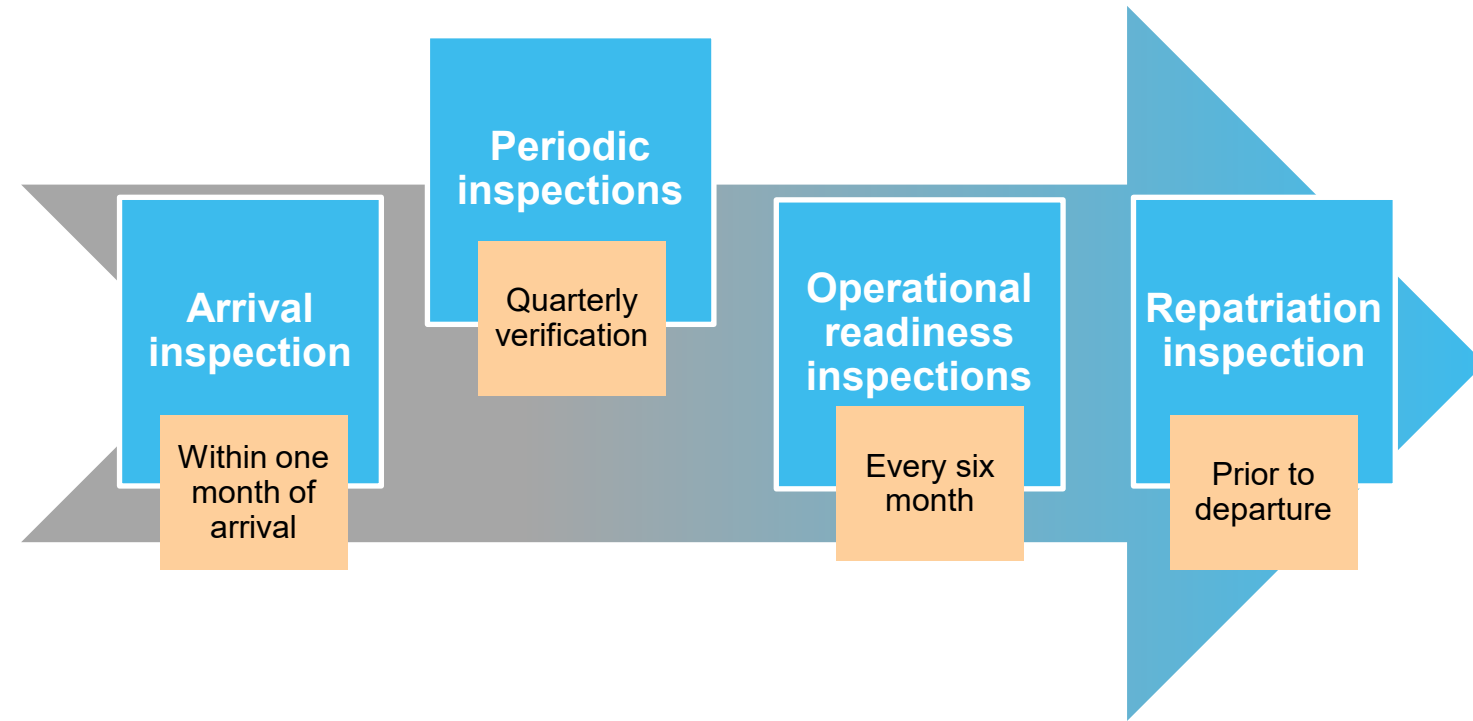 Arrival
inspection
Within one
month of
arrival
Periodic
inspections
Quarterly
verification
Operational
readiness
inspections
Every six
month
Repatriation
inspection
Prior to
departure